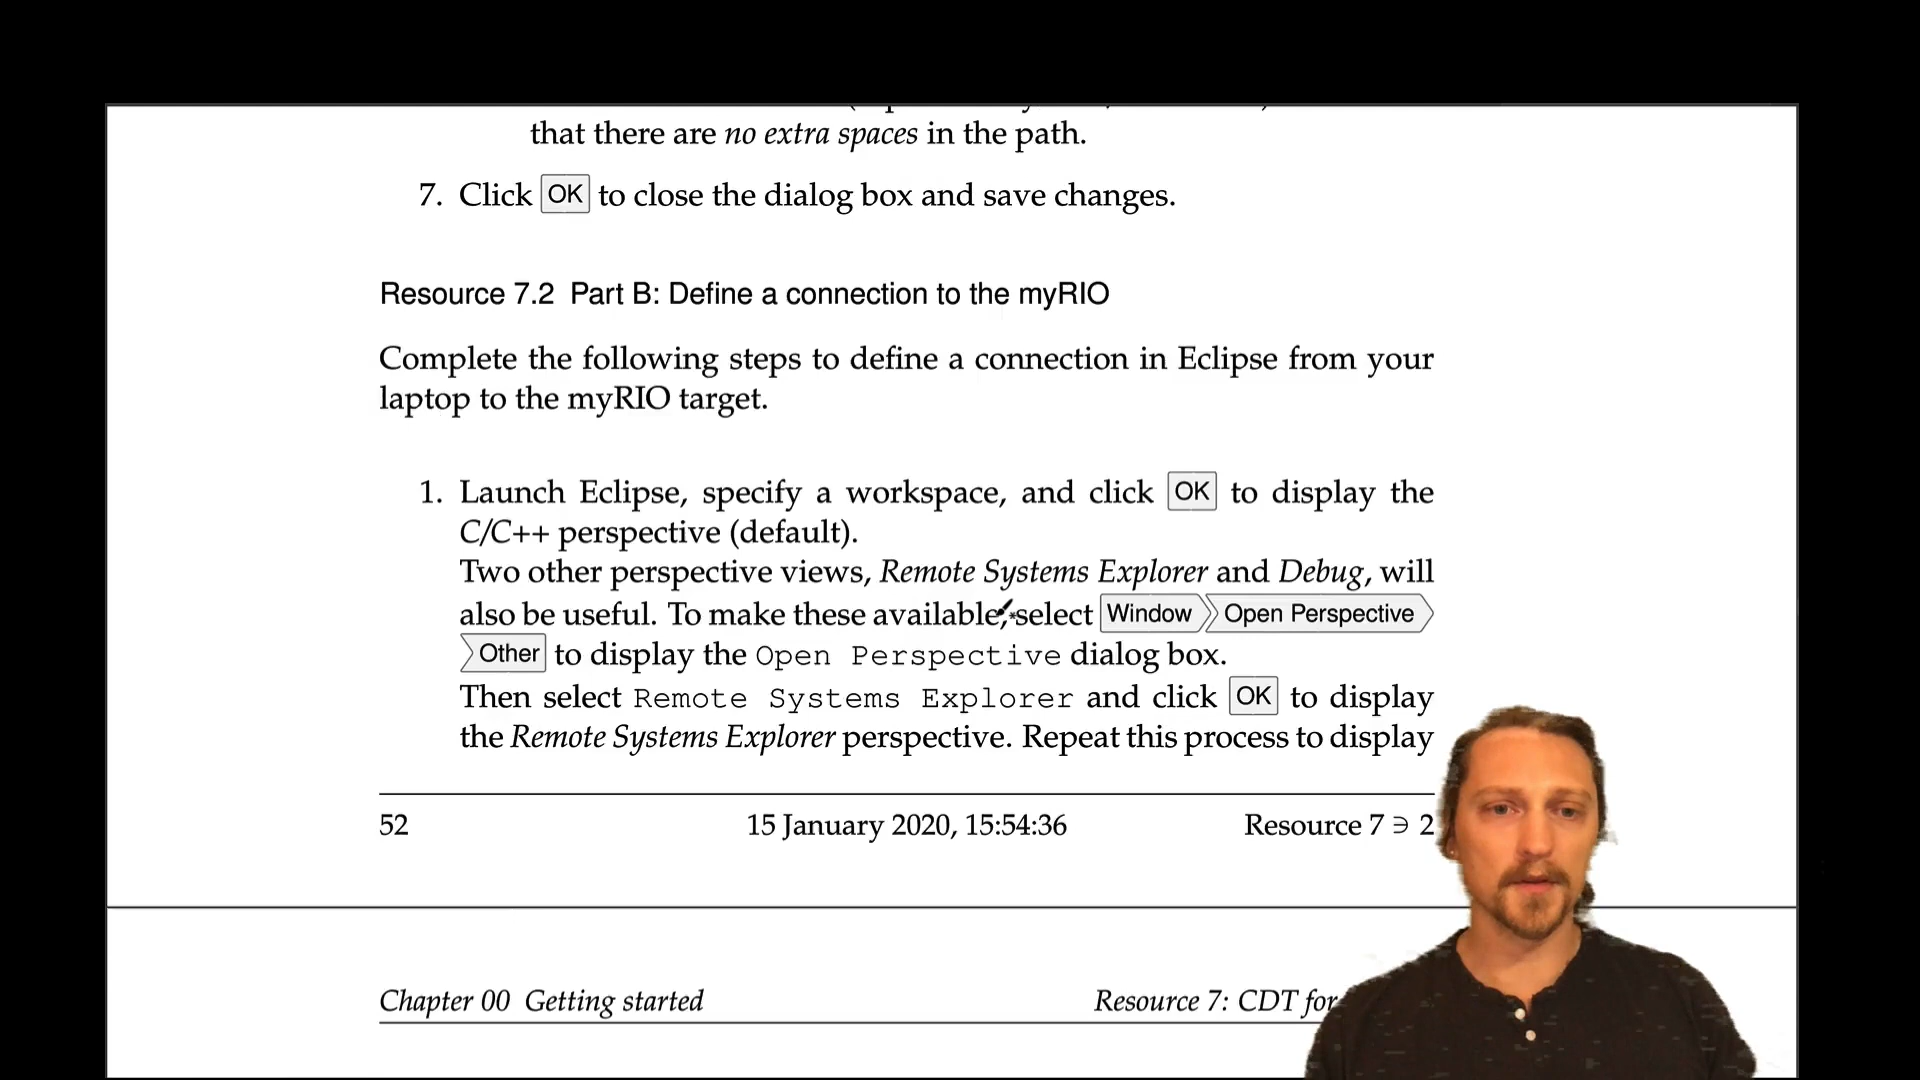 that there are no extra spaces in the path.
7. Click OK to close the dialog box and save changes.
Resource 7.2 Part B: Define a connection to the myRIO
Complete the following steps to define a connection in Eclipse from your
laptop to the myRIO target.
1. Launch Eclipse, specify a workspace, and click OK to display the
C/C++ perspective (default).
Two other perspective views, Remote Systems Explorer and Debug, will
also be useful. To make these available, select Window Open Perspective
Other to display the Open Perspective dialog box.
Then select Remote Systems Explorer and click OK to display
the Remote Systems Explorer perspective. Repeat this process to display
52 15 January 2020, 15:54:36 Resource 7 ∋ 2
Chapter 00 Getting started Resource 7: CDT for